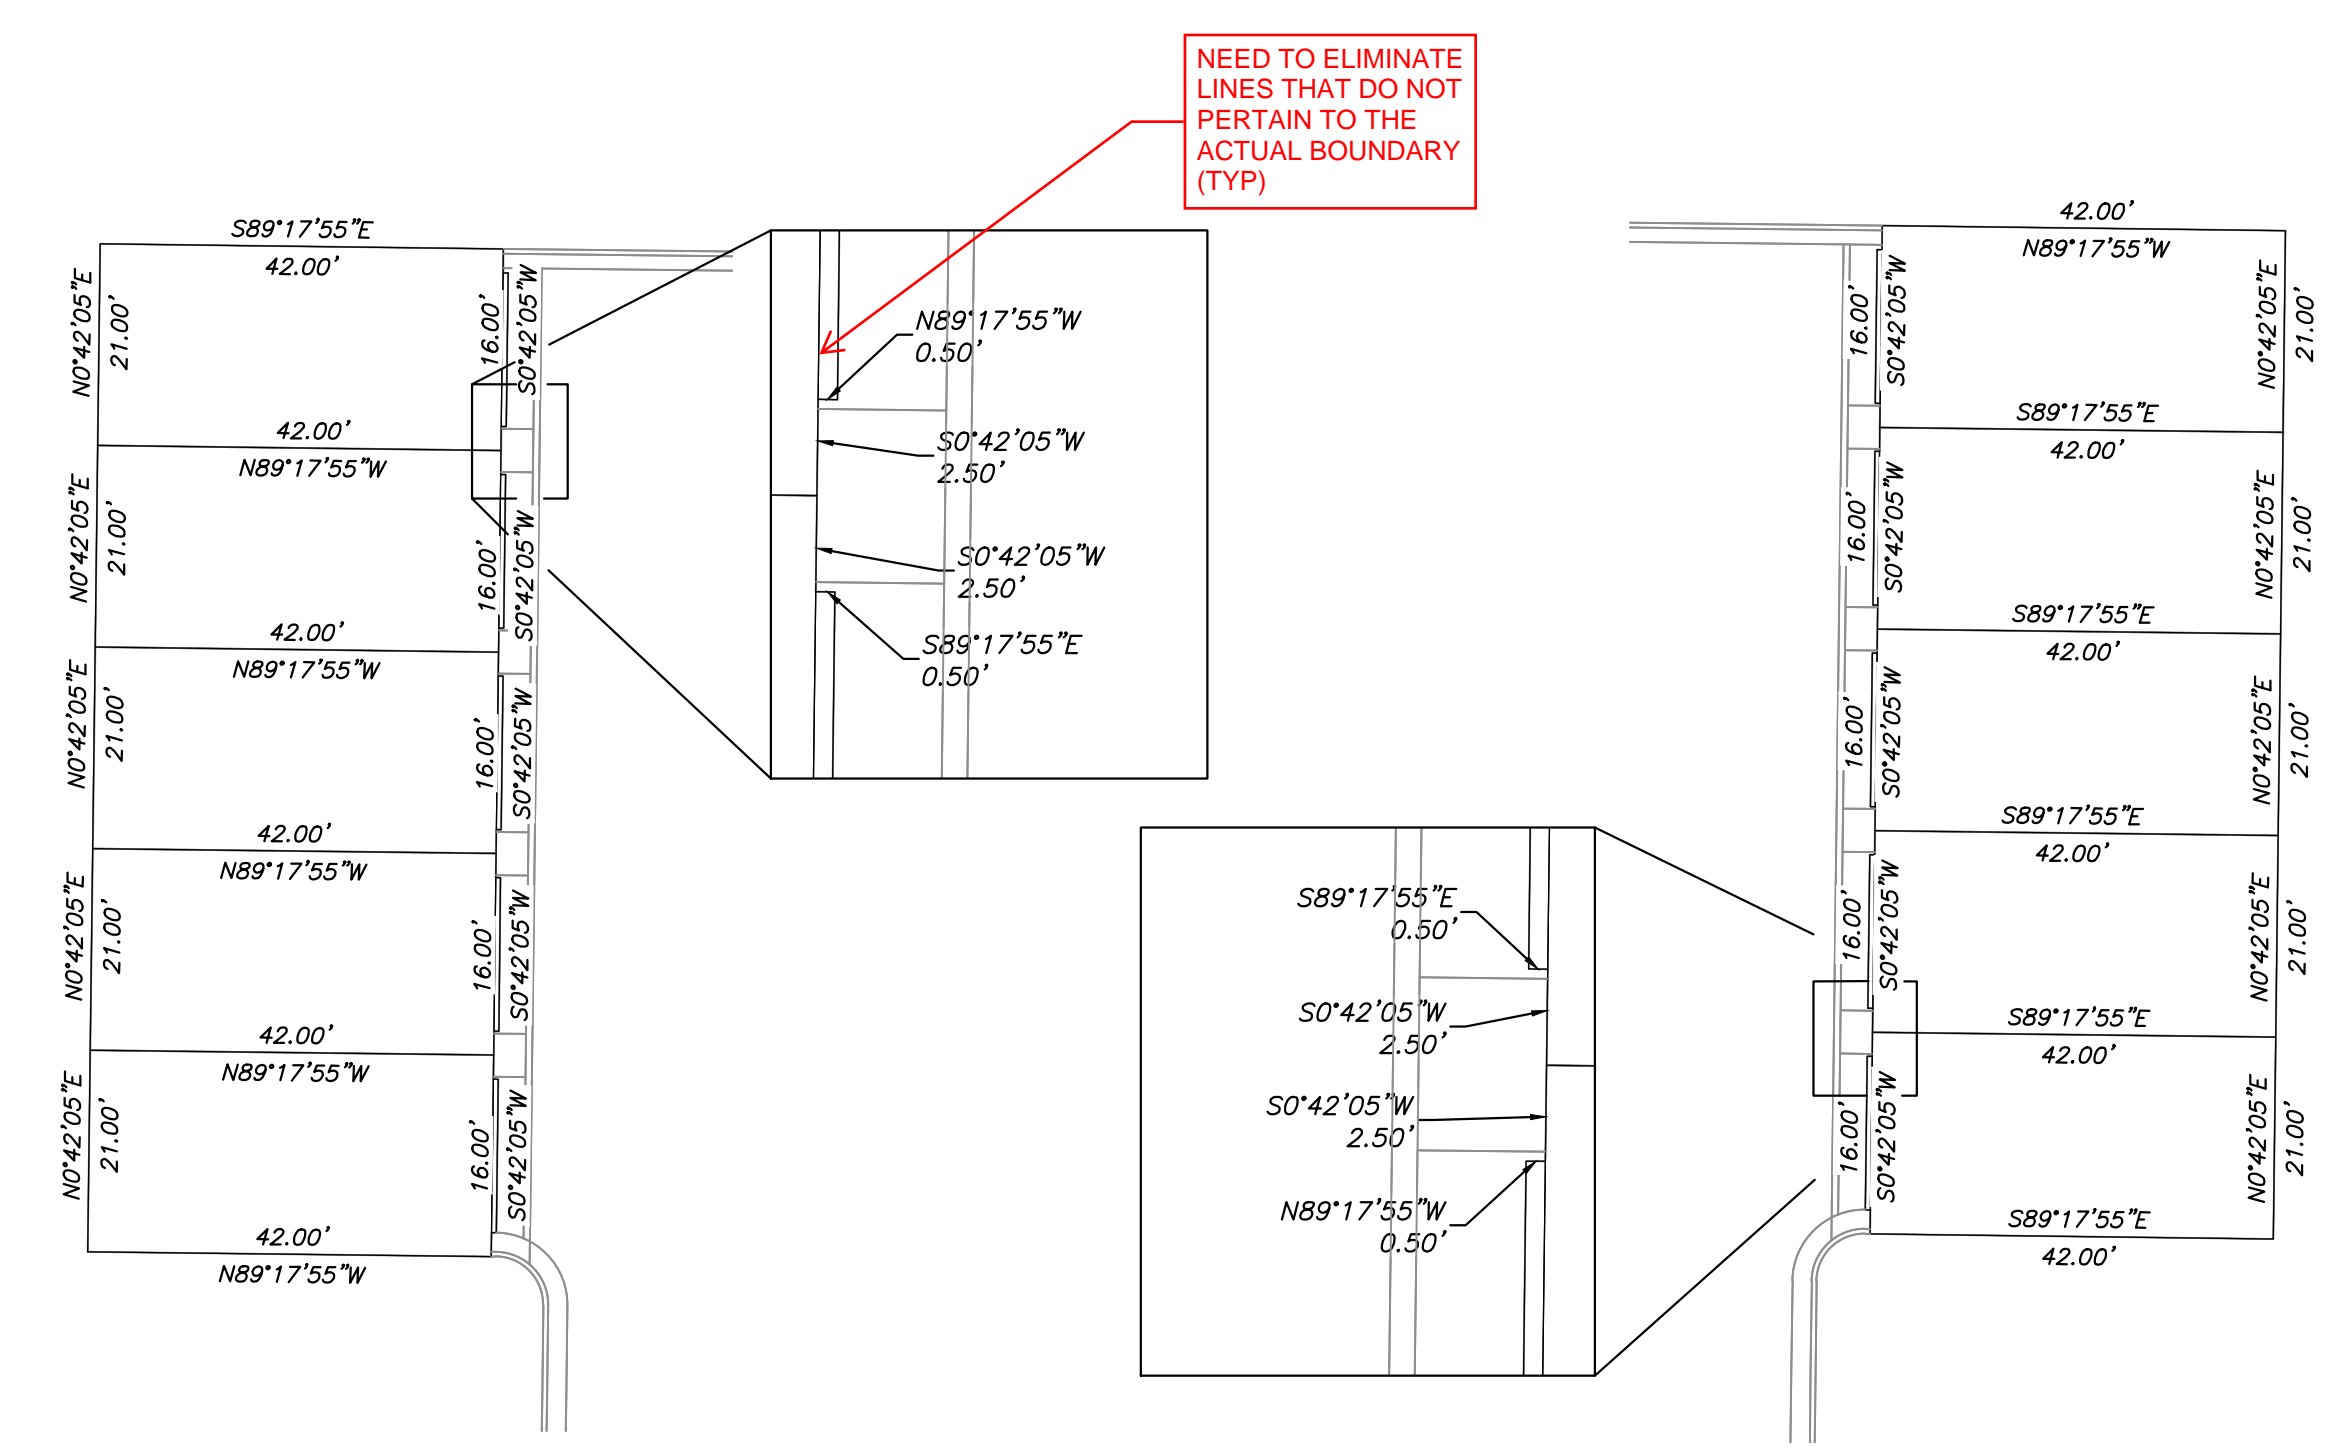 NEED TO ELIMINATE
LINES THAT DO NOT
PERTAIN TO THE
ACTUAL BOUNDARY
(TYP)
S89°17'55"E
42.00'
N0°42'05"E
21.00'
16.00'
S0°42'05"W
42.00'
N89°17'55"W
N0°42'05"E
21.00'
16.00'
S0°42'05"W
42.00'
N89°17'55"W
N0°42'05"E
21.00'
16.00'
S0°42'05"W
42.00'
N89°17'55"W
N0°42'05"E
21.00'
16.00'
S0°42'05"W
42.00'
N89°17'55"W
N0°42'05"E
21.00'
16.00'
S0°42'05"W
42.00'
N89°17'55"W
N89°17'55"W
0.50'
S0°42'05"W
2.50'
S0°42'05"W
2.50'
S89°17'55"E
0.50'
S89°17'55"E
0.50'
S0°42'05"W
2.50'
S0°42'05"W
2.50'
N89°17'55"W
0.50'
42.00'
N89°17'55"W
16.00'
S0°42'05"W
N0°42'05"E
21.00'
S89°17'55"E
42.00'
16.00'
S0°42'05"W
N0°42'05"E
21.00'
S89°17'55"E
42.00'
16.00'
S0°42'05"W
N0°42'05"E
21.00'
S89°17'55"E
42.00'
16.00'
S0°42'05"W
N0°42'05"E
21.00'
S89°17'55"E
42.00'
16.00'
S0°42'05"W
N0°42'05"E
21.00'
S89°17'55"E
42.00'